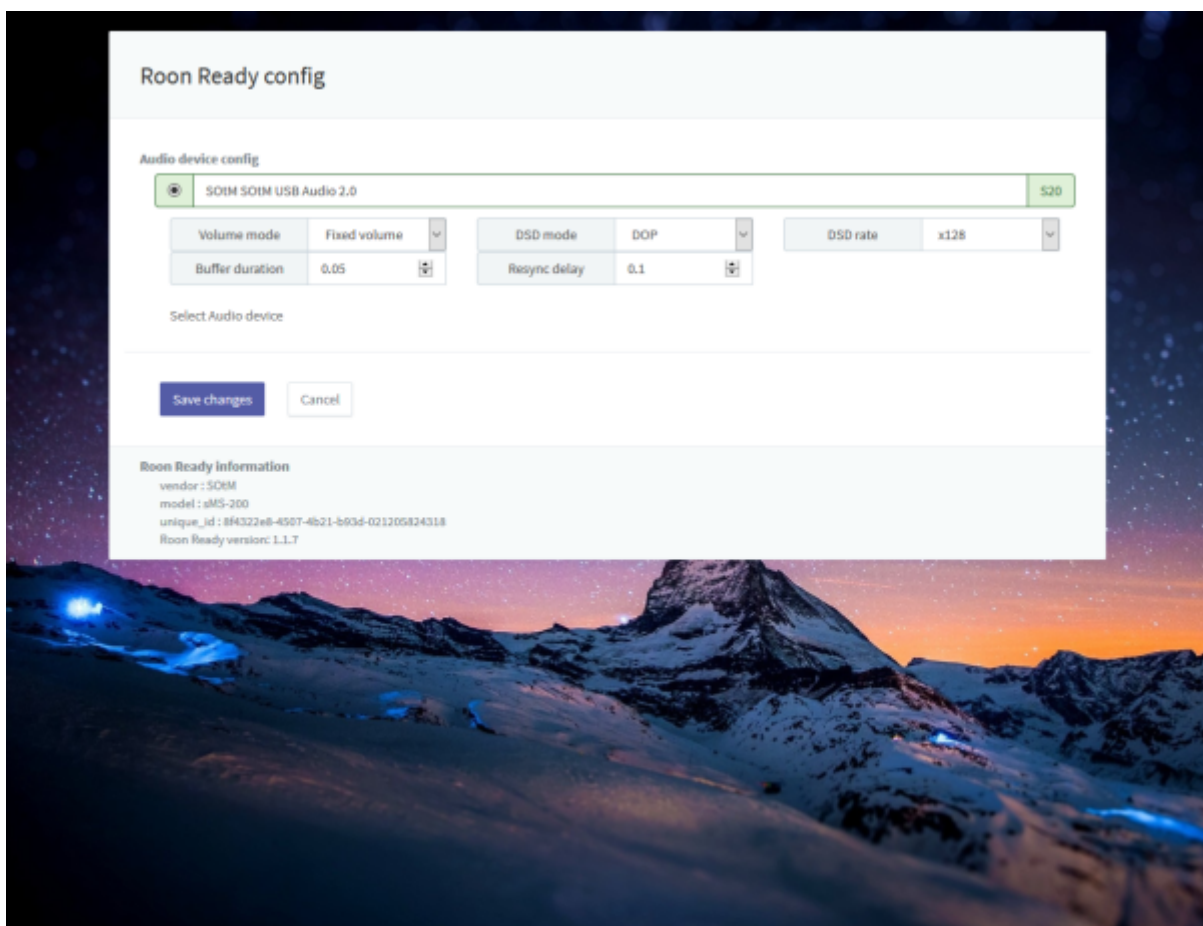 Roon Ready config
Audio device config
SOtM SOtM USB Audio 2.0 S20
Volume mode Fixed volume DSD mode DOP DSD rate x128
Buffer duration 0.05 Resync delay 0.1
Select Audio device
Save changes Cancel
Roon Ready information
vendor : SOtM
model : sMS-200
unique_id : 8f4322e8-4507-4b21-b93d-021205824318
Roon Ready version: 1.1.7